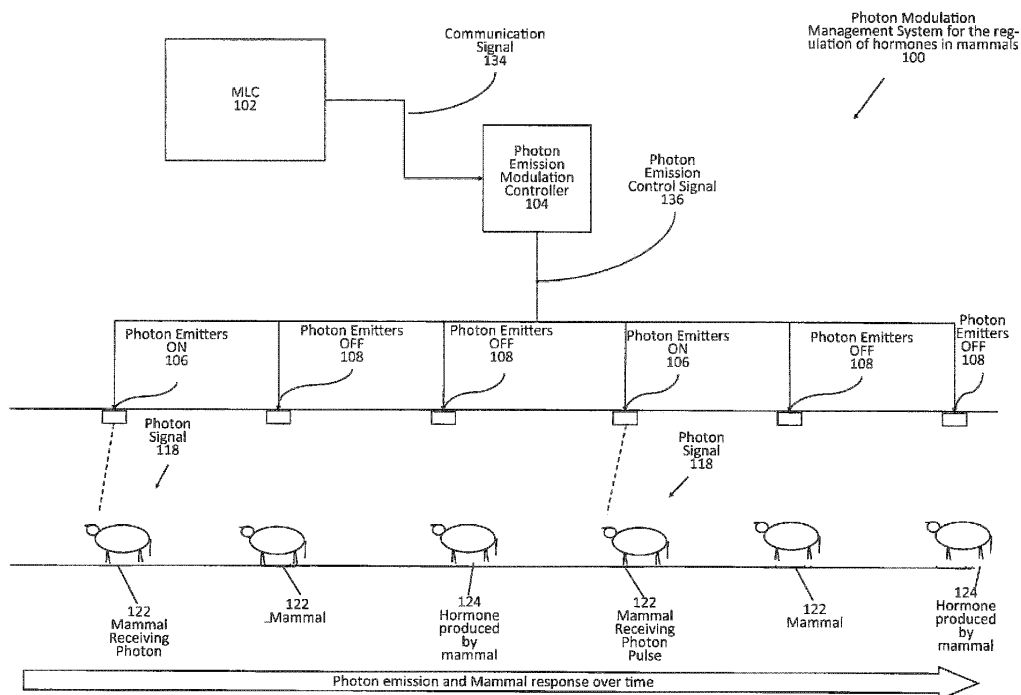 Photon Modulation
Management System for the reg-
ulation of hormones in mammals
100
Communication
Signal
134
MLC
102
Photon
Emission
Modulation
Controller
104
Photon
Emission
Control Signal
136
Photon Emitters
ON
106
Photon Emitters
OFF
108
Photon Emitters
OFF
108
Photon Emitters
ON
106
Photon Emitters
OFF
108
Photon
Emitters
OFF
108
Photon
Signal
118
Photon
Signal
118
122
Mammal
Receiving
Photon
122
Mammal
124
Hormone
produced
by
mammal
122
Mammal
Receiving
Photon
Pulse
122
Mammal
124
Hormone
produced
by
mammal
Photon emission and Mammal response over time